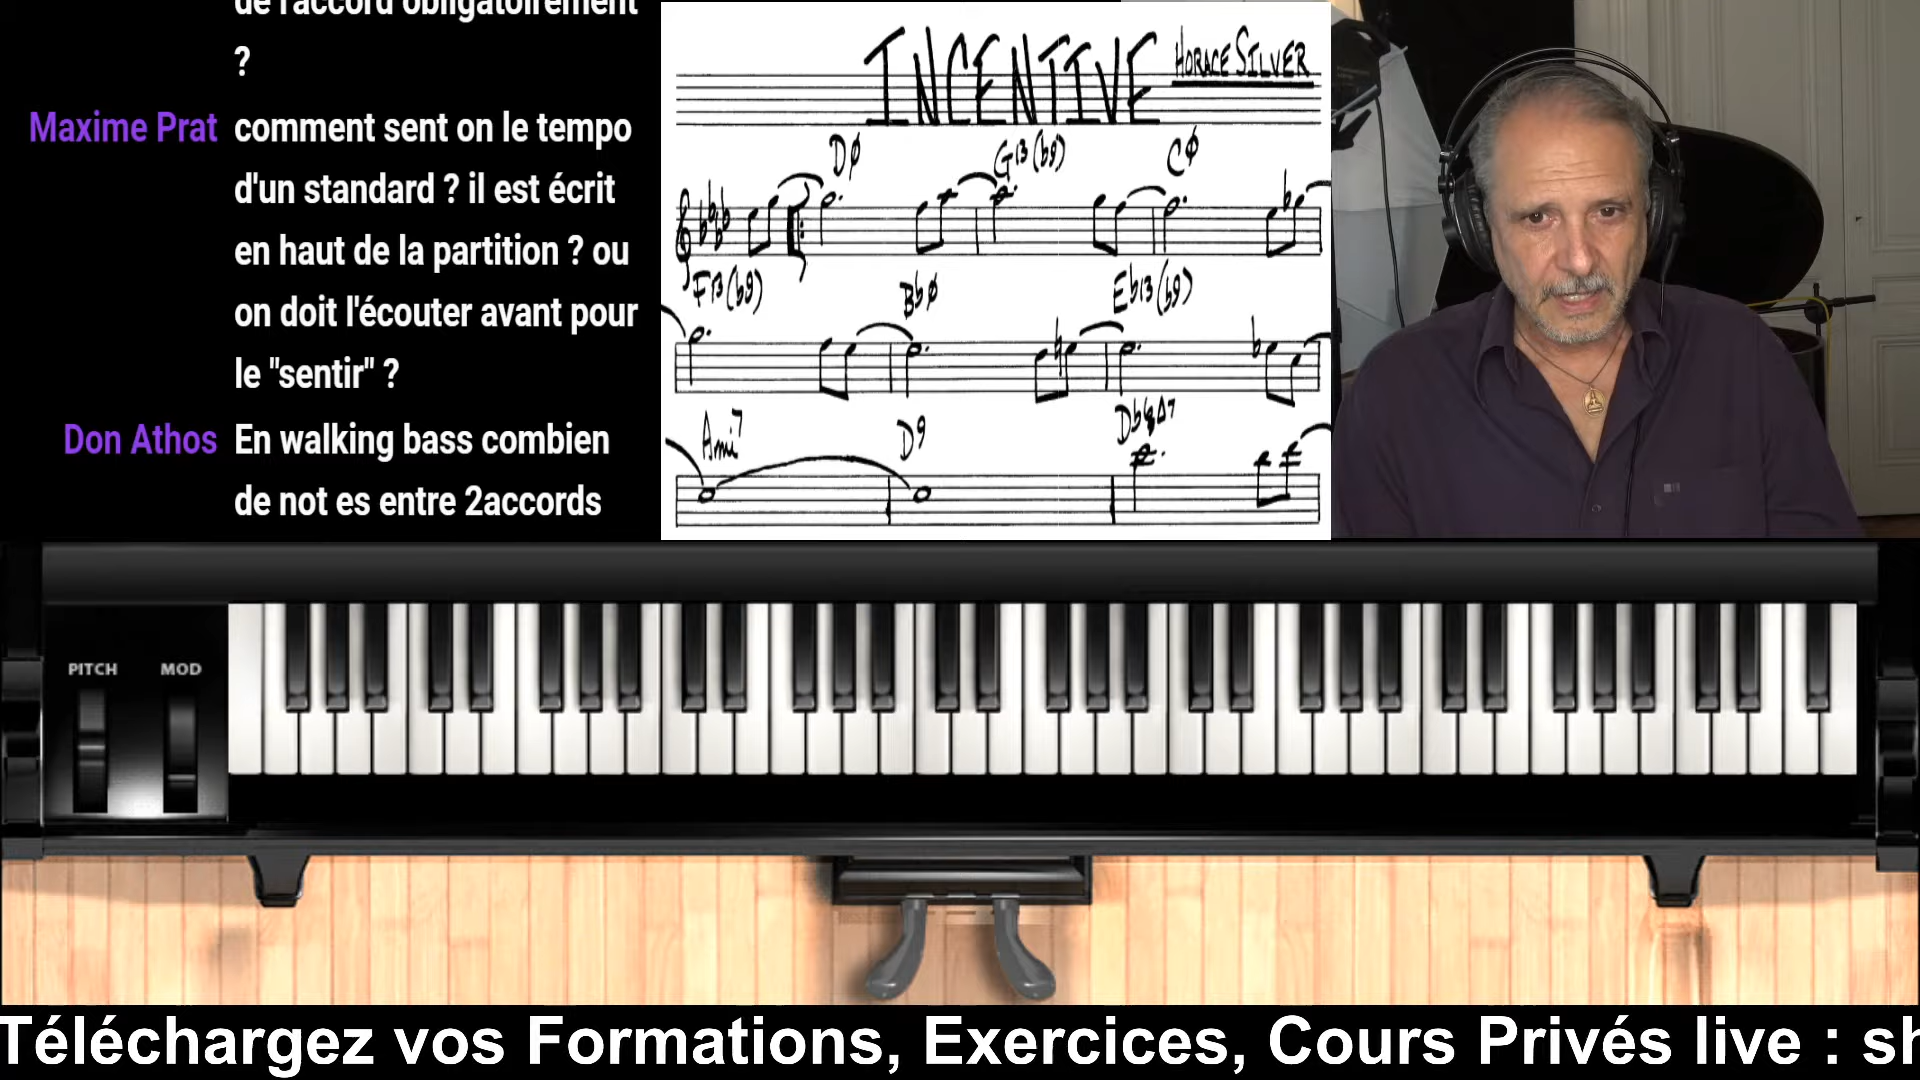 de l'accord obligatoirement
?
Maxime Prat comment sent on le tempo
d'un standard ? il est écrit
en haut de la partition ? ou
on doit l'écouter avant pour
le "sentir" ?
Don Athos En walking bass combien
de not es entre 2accords
INCENTIVE HORACE SILVER
DØ G13(b9) CØ
F13(b9) BbØ Eb13(b9)
Ami7 D9
PITCH MOD
Téléchargez vos Formations, Exercices, Cours Privés live : sh